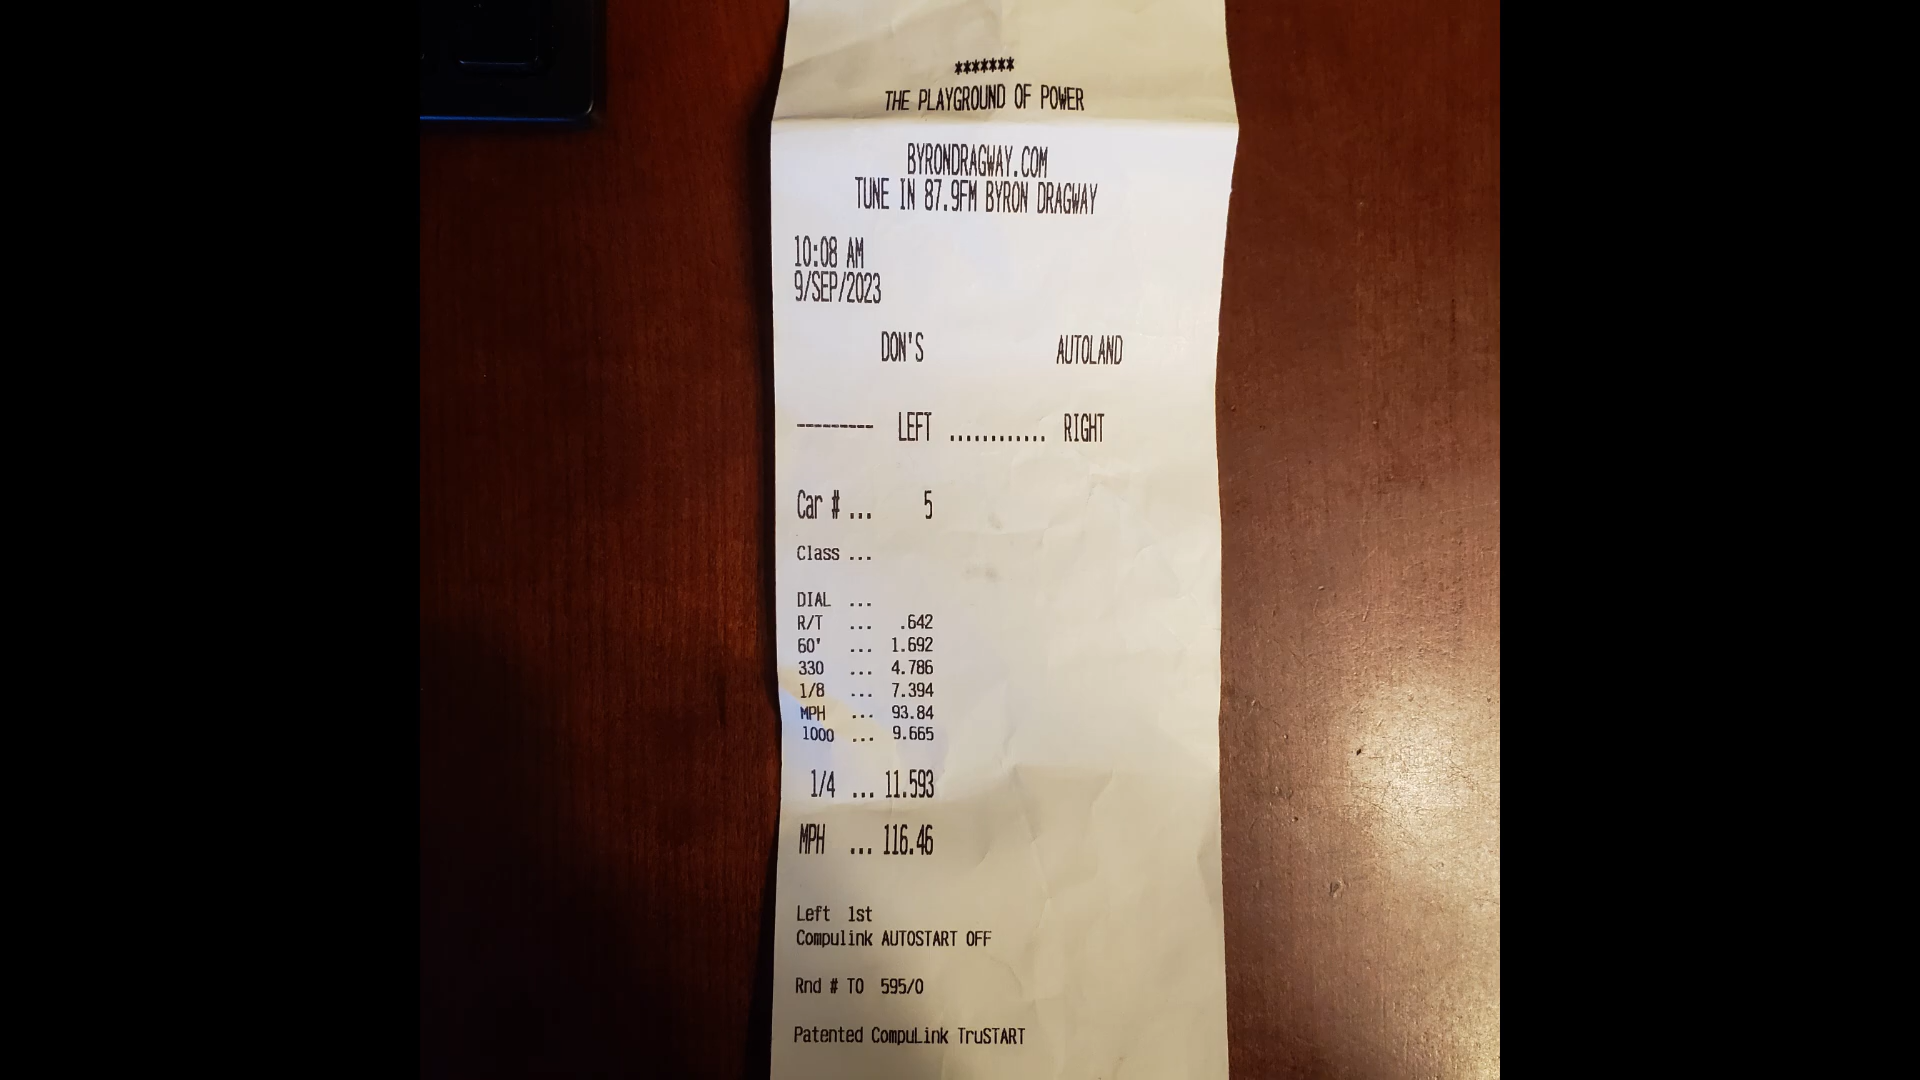 *******
THE PLAYGROUND OF POWER
BYRONDRAGWAY.COM
TUNE IN 87.9FM BYRON DRAGWAY
10:08 AM
9/SEP/2023
DON'S AUTOLAND
--------- LEFT ............ RIGHT
Car # ... 5
Class ...
DIAL ...
R/T ... .642
60' ... 1.692
330 ... 4.786
1/8 ... 7.394
MPH ... 93.84
1000 ... 9.665
1/4 ... 11.593
MPH ... 116.46
Left 1st
Compulink AUTOSTART OFF
Rnd # TO 595/0
Patented CompuLink TruSTART